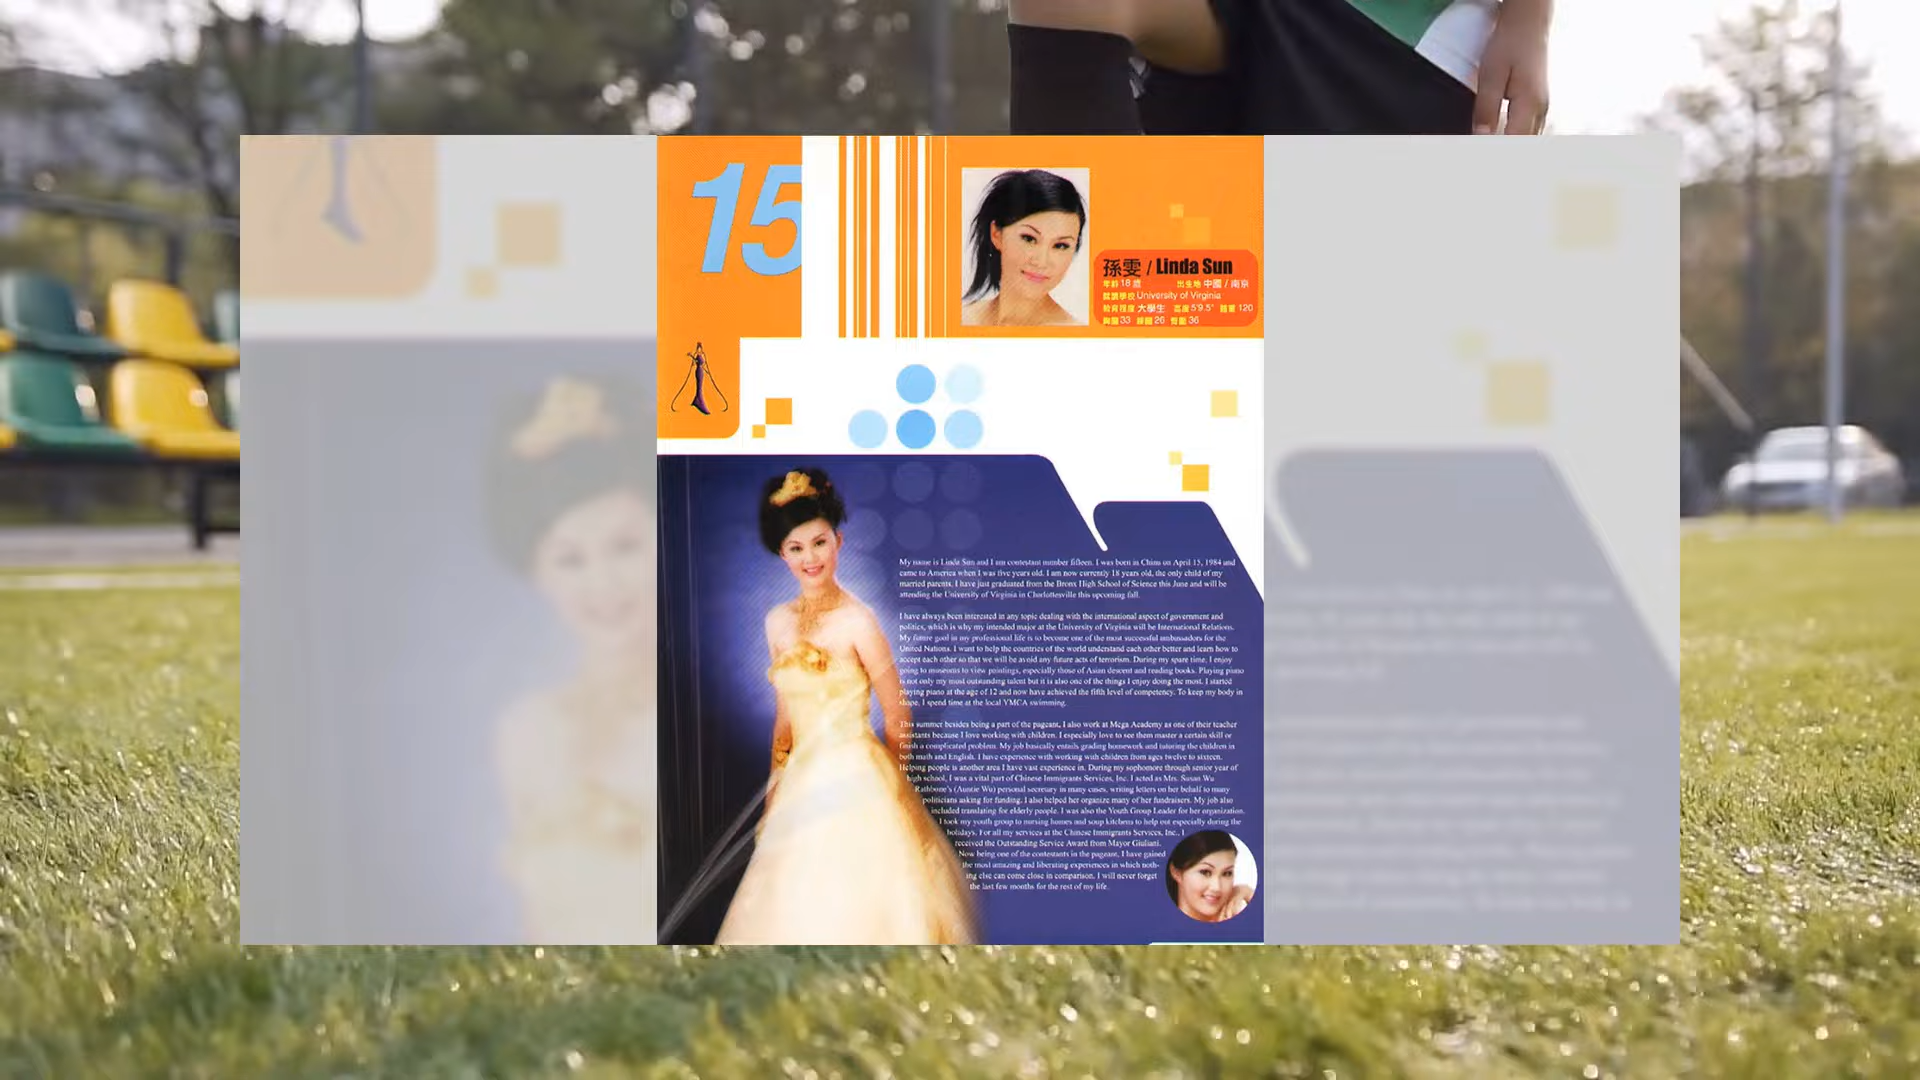 15
孫雯 / Linda Sun
年齡 18 歲 出生地 中國 / 南京
就讀學校 University of Virginia
教育程度 大學生 高度 5'9.5" 體重 120
胸圍 33 腰圍 26 臀圍 36
My name is Linda Sun and I am contestant number fifteen. I was born in China on April 15, 1984 and
came to America when I was five years old. I am now currently 18 years old, the only child of my
married parents. I have just graduated from the Bronx High School of Science this June and will be
attending the University of Virginia in Charlottesville this upcoming fall.
I have always been interested in any topic dealing with the international aspect of government and
politics, which is why my intended major at the University of Virginia will be International Relations.
My future goal in my professional life is to become one of the most successful ambassadors for the
United Nations. I want to help the countries of the world understand each other better and learn how to
accept each other so that we will be avoid any future acts of terrorism. During my spare time, I enjoy
going to museums to view paintings, especially those of Asian descent and reading books. Playing piano
is not only my most outstanding talent but it is also one of the things I enjoy doing the most. I started
playing piano at the age of 12 and now have achieved the fifth level of competency. To keep my body in
shape, I spend time at the local YMCA swimming.
This summer besides being a part of the pageant, I also work at Mega Academy as one of their teacher
assistants because I love working with children. I especially love to see them master a certain skill or
finish a complicated problem. My job basically entails grading homework and tutoring the children in
both math and English. I have experience with working with children from ages twelve to sixteen.
Helping people is another area I have vast experience in. During my sophomore through senior year of
high school, I was a vital part of Chinese Immigrants Services, Inc. I acted as Mrs. Susan Wu
Rathbone's (Auntie Wu) personal secretary in many cases, writing letters on her behalf to many
politicians asking for funding. I also helped her organize many of her fundraisers. My job also
included translating for elderly people. I was also the Youth Group Leader for her organization.
I took my youth group to nursing homes and soup kitchens to help out especially during the
holidays. For all my services at the Chinese Immigrants Services, Inc., I
received the Outstanding Service Award from Mayor Giuliani.
Now being one of the contestants in the pageant, I have gained
the most amazing and liberating experiences in which noth-
ing else can come close in comparison. I will never forget
the last few months for the rest of my life.